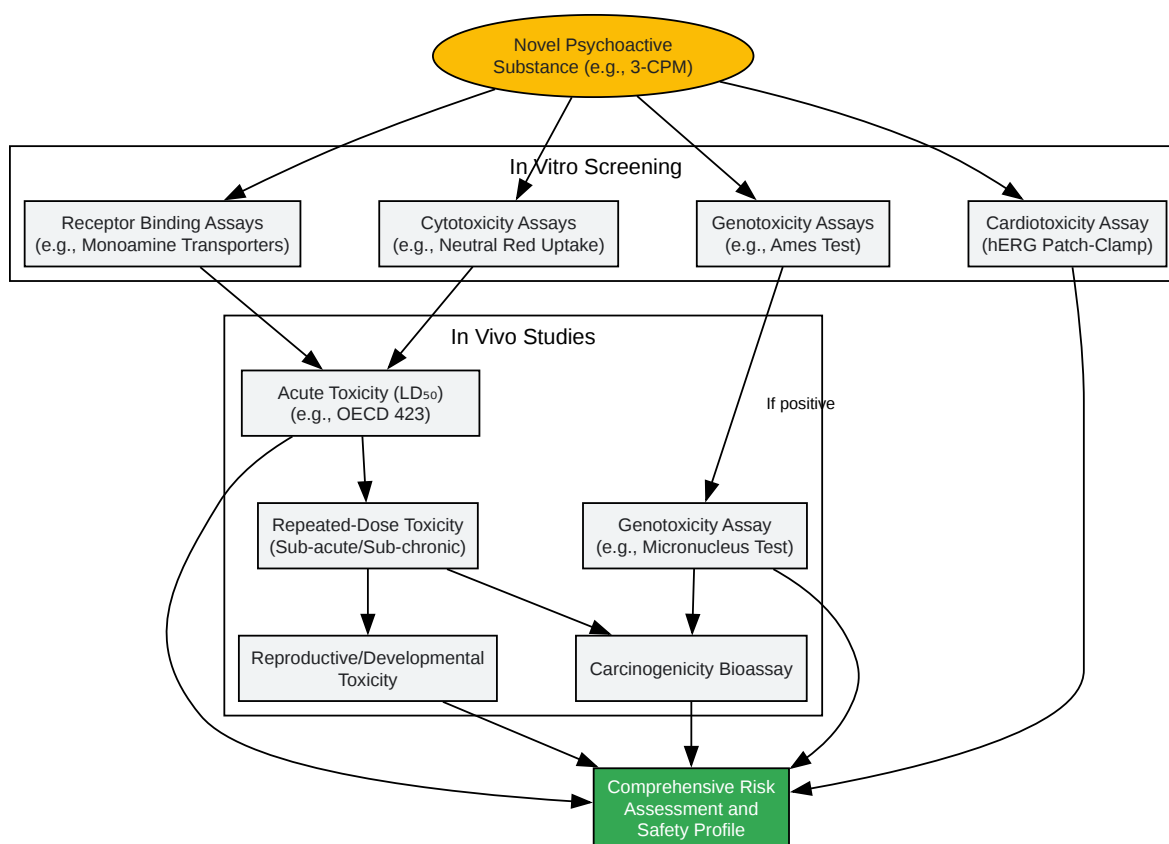 Novel Psychoactive
Substance (e.g., 3-CPM)
In Vitro Screening
Receptor Binding Assays
(e.g., Monoamine Transporters)
Cytotoxicity Assays
(e.g., Neutral Red Uptake)
Genotoxicity Assays
(e.g., Ames Test)
Cardiotoxicity Assay
(hERG Patch-Clamp)
In Vivo Studies
Acute Toxicity (LD₅₀)
(e.g., OECD 423)
If positive
Repeated-Dose Toxicity
(Sub-acute/Sub-chronic)
Genotoxicity Assay
(e.g., Micronucleus Test)
Reproductive/Developmental
Toxicity
Carcinogenicity Bioassay
Comprehensive Risk
Assessment and
Safety Profile